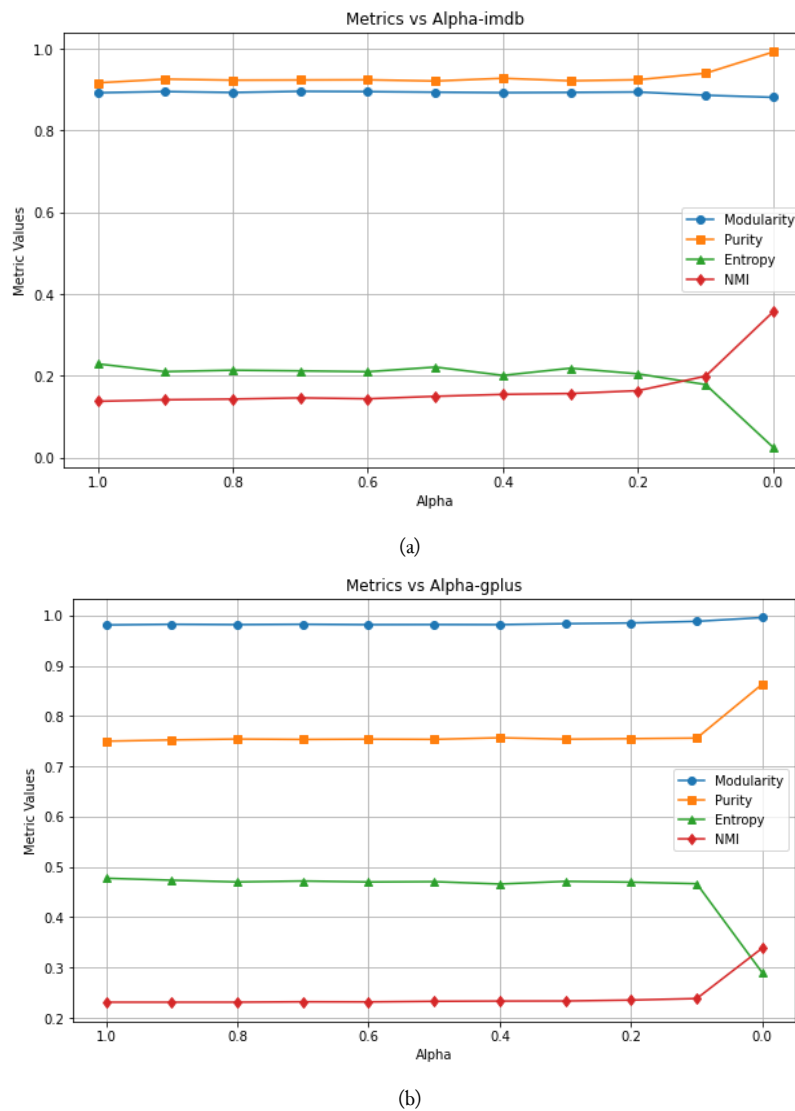 Metrics vs Alpha-imdb
1.0
0.8
0.6
0.4
0.2
0.0
Metric Values
Modularity
Purity
Entropy
NMI
1.0
0.8
0.6
0.4
0.2
0.0
Alpha
(a)
Metrics vs Alpha-gplus
1.0
0.9
0.8
0.7
0.6
0.5
0.4
0.3
0.2
Metric Values
Modularity
Purity
Entropy
NMI
1.0
0.8
0.6
0.4
0.2
0.0
Alpha
(b)